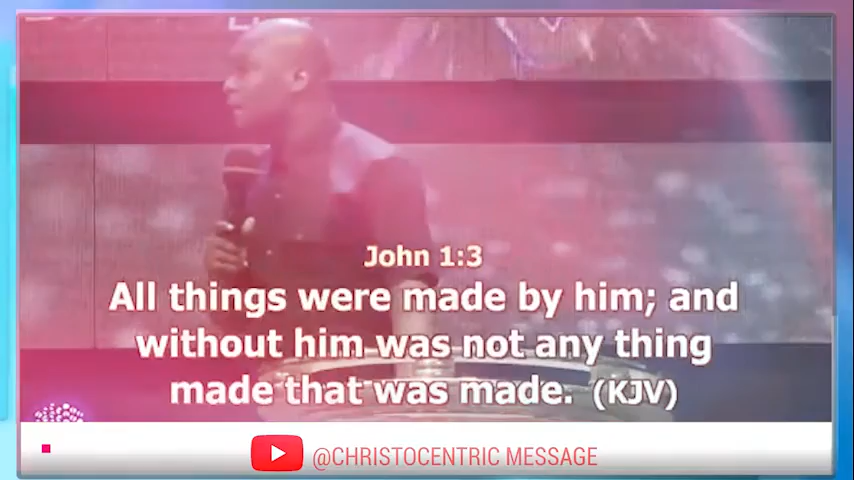 John 1:3
All things were made by him; and
without him was not any thing
made that was made. (KJV)
@CHRISTOCENTRIC MESSAGE